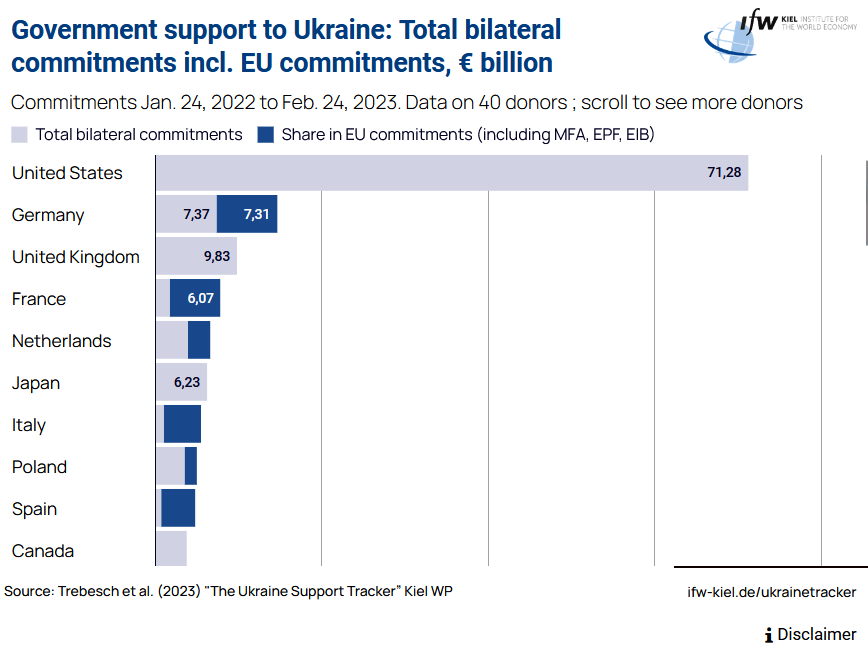 Government support to Ukraine: Total bilateral
commitments incl. EU commitments, € billion
ifw KIEL INSTITUTE FOR
THE WORLD ECONOMY
Commitments Jan. 24, 2022 to Feb. 24, 2023. Data on 40 donors ; scroll to see more donors
Total bilateral commitments Share in EU commitments (including MFA, EPF, EIB)
United States 71,28
Germany 7,37 7,31
United Kingdom 9,83
France 6,07
Netherlands
Japan 6,23
Italy
Poland
Spain
Canada
Source: Trebesch et al. (2023) "The Ukraine Support Tracker” Kiel WP
ifw-kiel.de/ukrainetracker
i Disclaimer